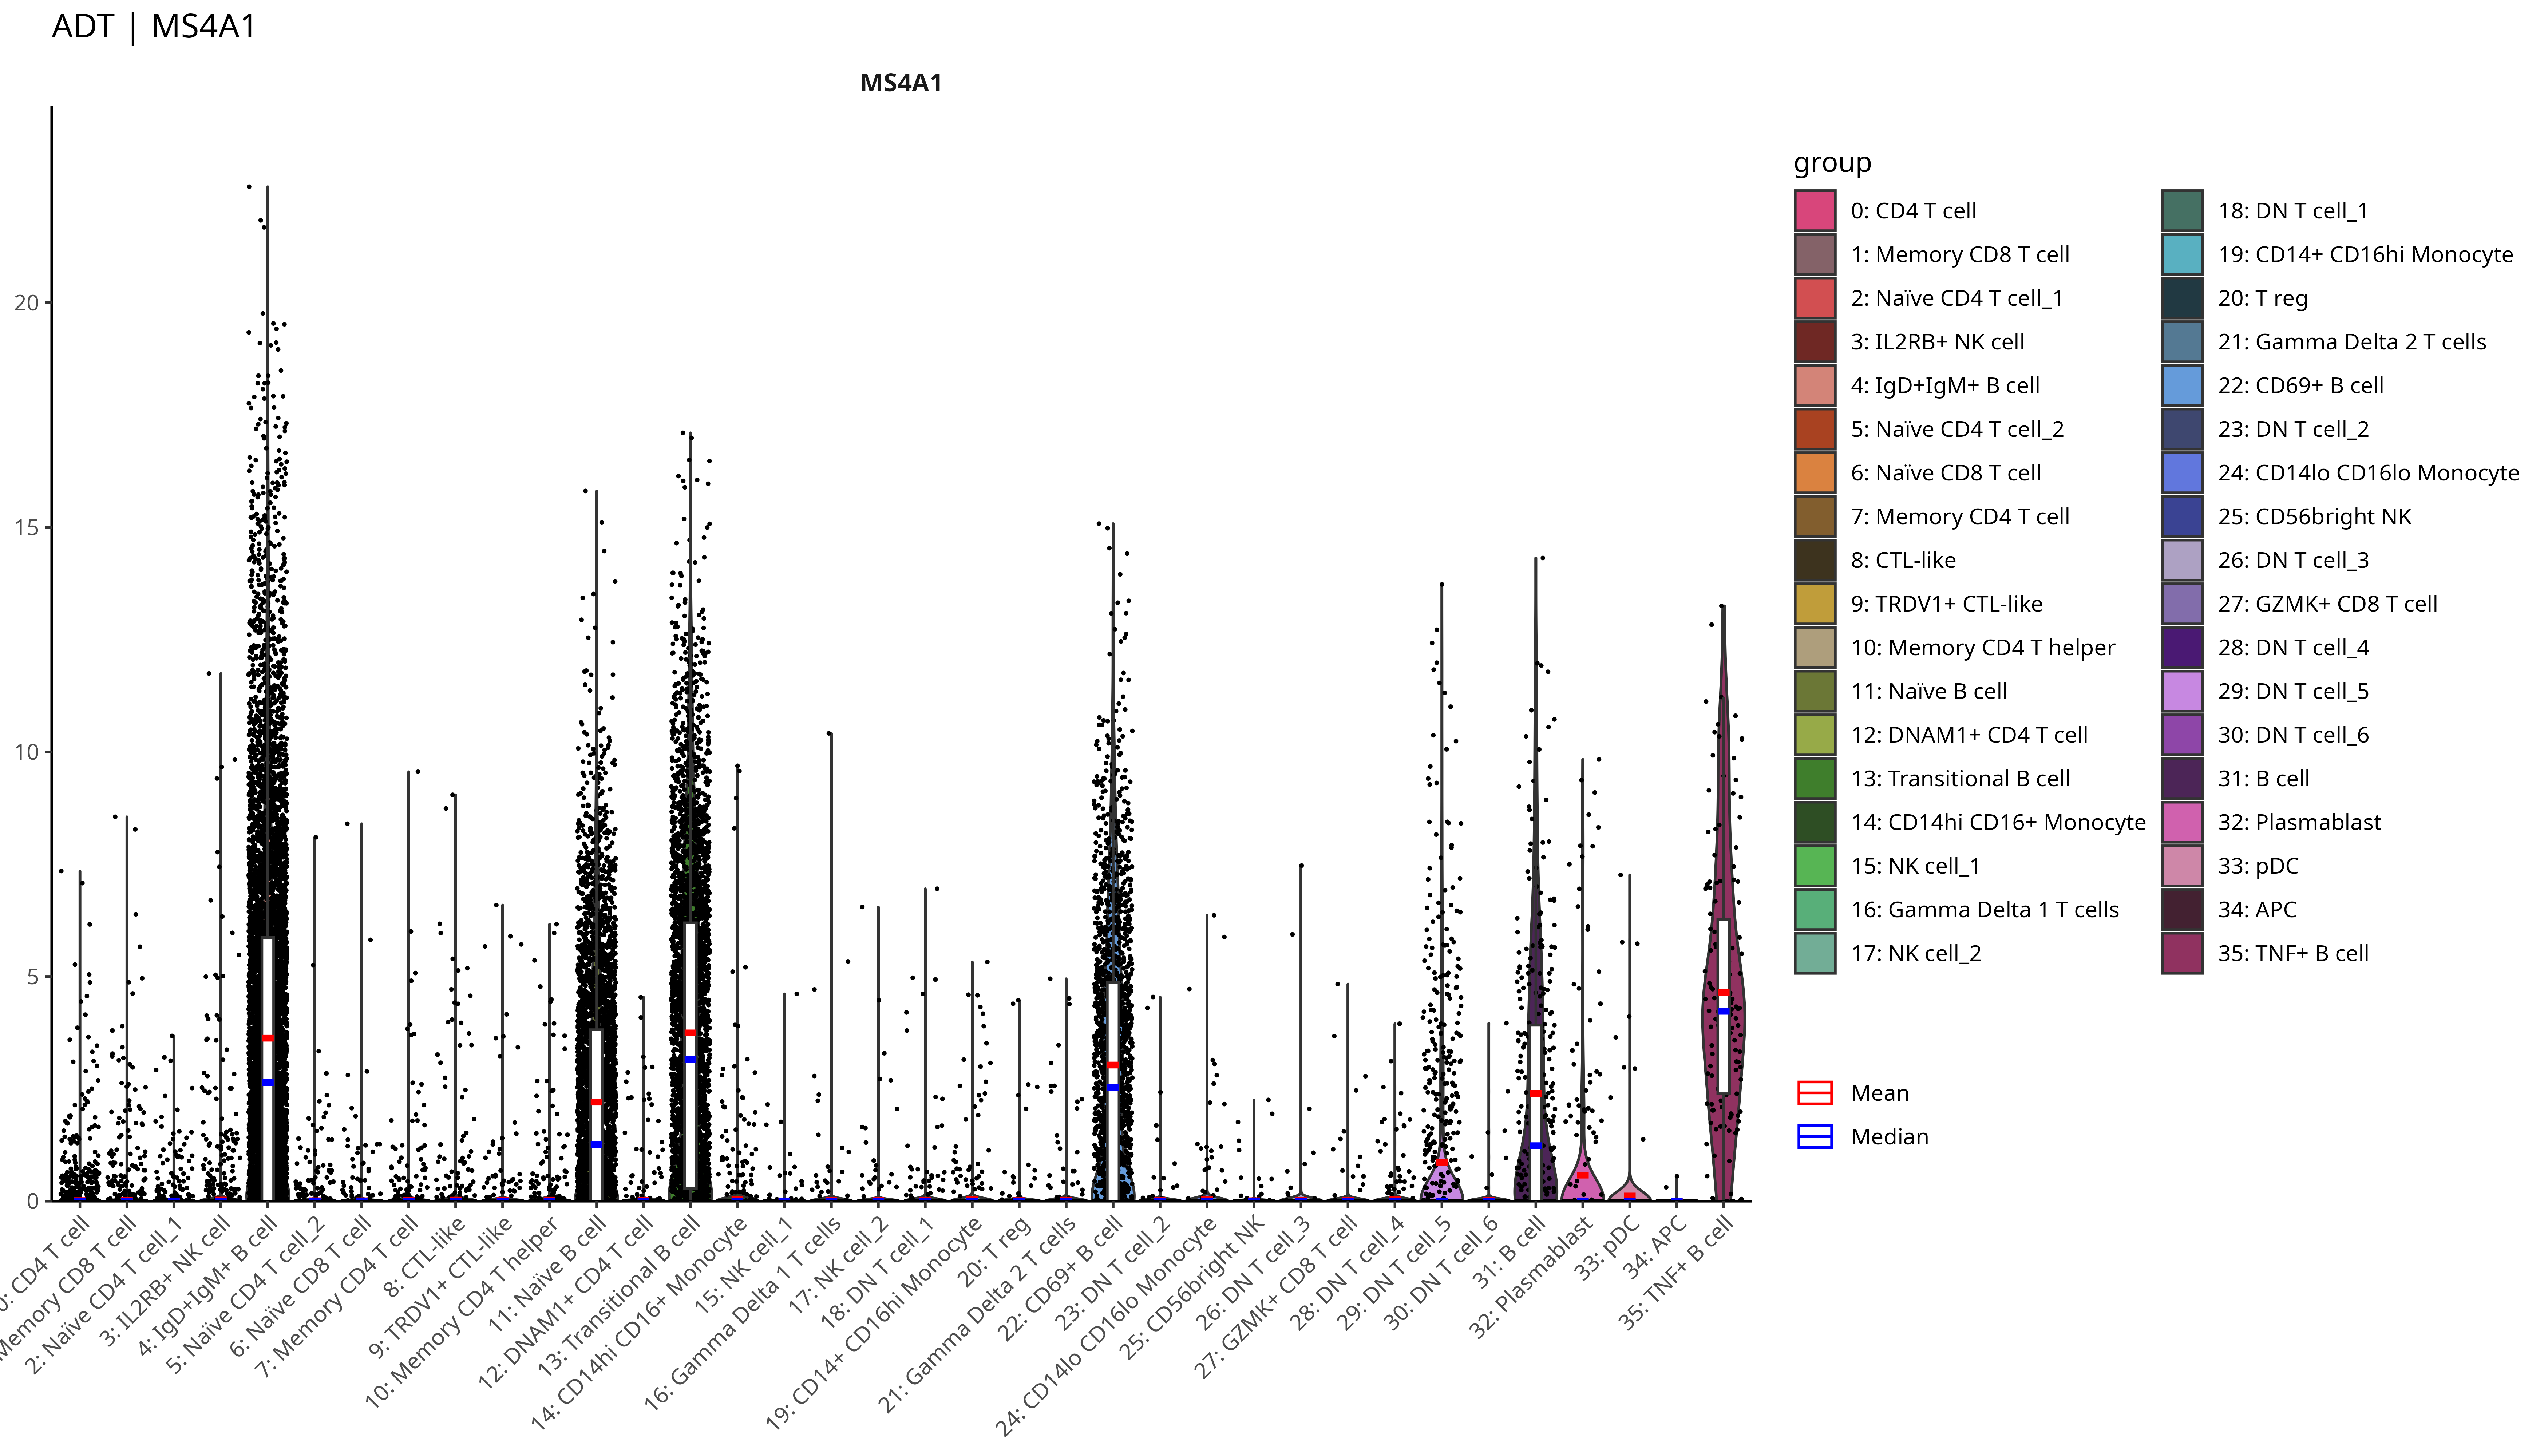 ADT | MS4A1
MS4A1
20
15
10
5
0
0: CD4 T cell
Memory CD8 T cell
2: Naïve CD4 T cell_1
3: IL2RB+ NK cell
4: IgD+IgM+ B cell
5: Naïve CD4 T cell_2
6: Naïve CD8 T cell
7: Memory CD4 T cell
8: CTL-like
9: TRDV1+ CTL-like
10: Memory CD4 T helper
11: Naïve B cell
12: DNAM1+ CD4 T cell
13: Transitional B cell
14: CD14hi CD16+ Monocyte
15: NK cell_1
16: Gamma Delta 1 T cells
17: NK cell_2
18: DN T cell_1
19: CD14+ CD16hi Monocyte
20: T reg
21: Gamma Delta 2 T cells
22: CD69+ B cell
23: DN T cell_2
24: CD14lo CD16lo Monocyte
25: CD56bright NK
26: DN T cell_3
27: GZMK+ CD8 T cell
28: DN T cell_4
29: DN T cell_5
30: DN T cell_6
31: B cell
32: Plasmablast
33: pDC
34: APC
35: TNF+ B cell
group
0: CD4 T cell
1: Memory CD8 T cell
2: Naïve CD4 T cell_1
3: IL2RB+ NK cell
4: IgD+IgM+ B cell
5: Naïve CD4 T cell_2
6: Naïve CD8 T cell
7: Memory CD4 T cell
8: CTL-like
9: TRDV1+ CTL-like
10: Memory CD4 T helper
11: Naïve B cell
12: DNAM1+ CD4 T cell
13: Transitional B cell
14: CD14hi CD16+ Monocyte
15: NK cell_1
16: Gamma Delta 1 T cells
17: NK cell_2
18: DN T cell_1
19: CD14+ CD16hi Monocyte
20: T reg
21: Gamma Delta 2 T cells
22: CD69+ B cell
23: DN T cell_2
24: CD14lo CD16lo Monocyte
25: CD56bright NK
26: DN T cell_3
27: GZMK+ CD8 T cell
28: DN T cell_4
29: DN T cell_5
30: DN T cell_6
31: B cell
32: Plasmablast
33: pDC
34: APC
35: TNF+ B cell
Mean
Median